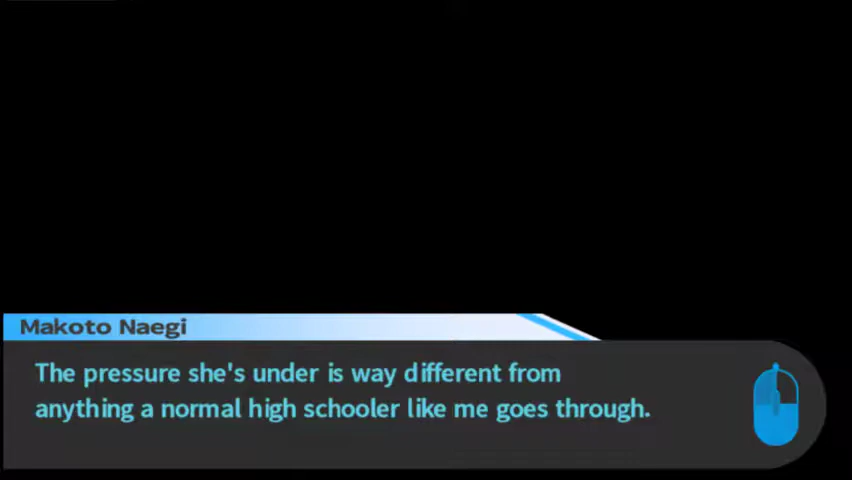 Makoto Naegi
The pressure she's under is way different from
anything a normal high schooler like me goes through.